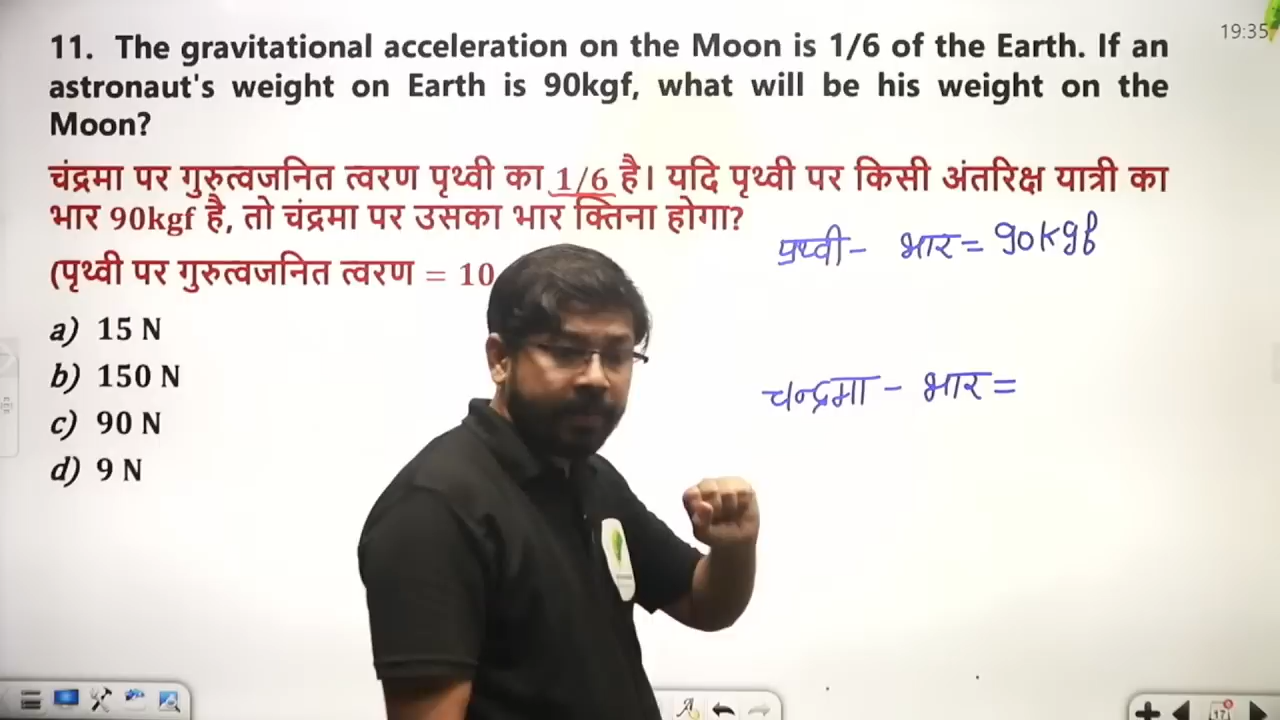 19:35
11. The gravitational acceleration on the Moon is 1/6 of the Earth. If an
astronaut's weight on Earth is 90kgf, what will be his weight on the
Moon?
चंद्रमा पर गुरुत्वजनित त्वरण पृथ्वी का 1/6 है। यदि पृथ्वी पर किसी अंतरिक्ष यात्री का
भार 90kgf है, तो चंद्रमा पर उसका भार कितना होगा?
(पृथ्वी पर गुरुत्वजनित त्वरण = 10
a) 15 N
b) 150 N
c) 90 N
d) 9 N
पृथ्वी - भार = 90kgf
चन्द्रमा - भार =
17